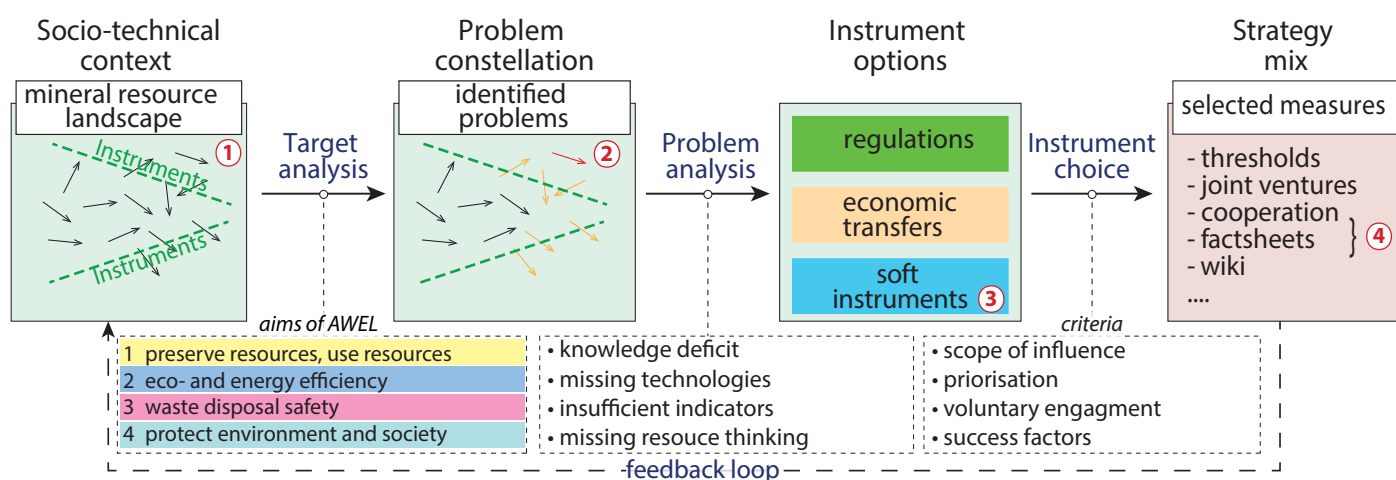 Socio-technical
context
Problem
constellation
Instrument
options
Strategy
mix
mineral resource
landscape
Instruments
1
Instruments
Target
analysis
identified
problems
2
Problem
analysis
regulations
economic
transfers
soft
instruments
3
Instrument
choice
selected measures
- thresholds
- joint ventures
- cooperation
- factsheets
- wiki
....
4
aims of AWEL
1 preserve resources, use resources
2 eco- and energy efficiency
3 waste disposal safety
4 protect environment and society
• knowledge deficit
• missing technologies
• insufficient indicators
• missing resouce thinking
criteria
• scope of influence
• priorisation
• voluntary engagment
• success factors
feedback loop